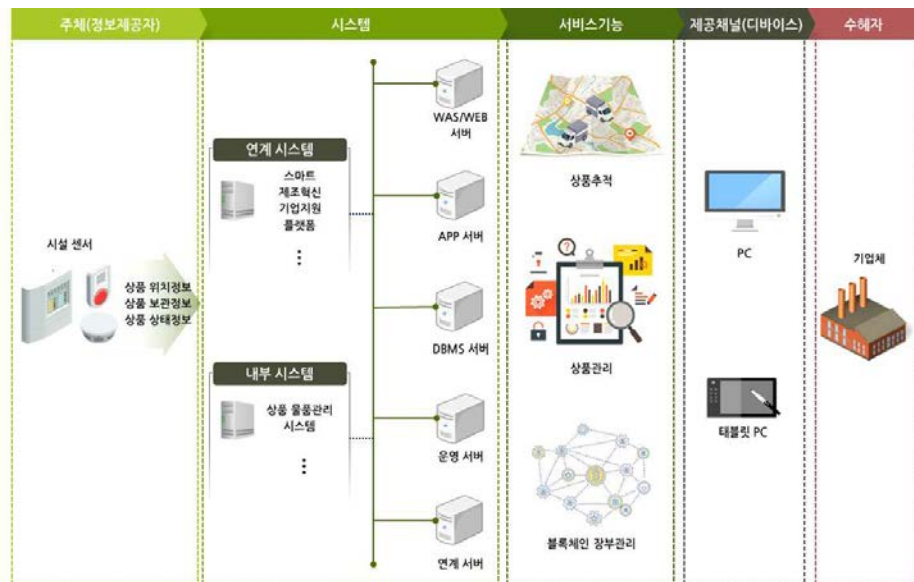 주체(정보제공자)
시스템
서비스기능
제공채널(디바이스)
수혜자
시설 센서
상품 위치정보
상품 보관정보
상품 상태정보
연계 시스템
스마트
제조혁신
기업지원
플랫폼
내부 시스템
상품 물품관리
시스템
WAS/WEB
서버
APP 서버
DBMS 서버
운영 서버
연계 서버
상품추적
상품관리
블록체인 장부관리
PC
태블릿 PC
기업체